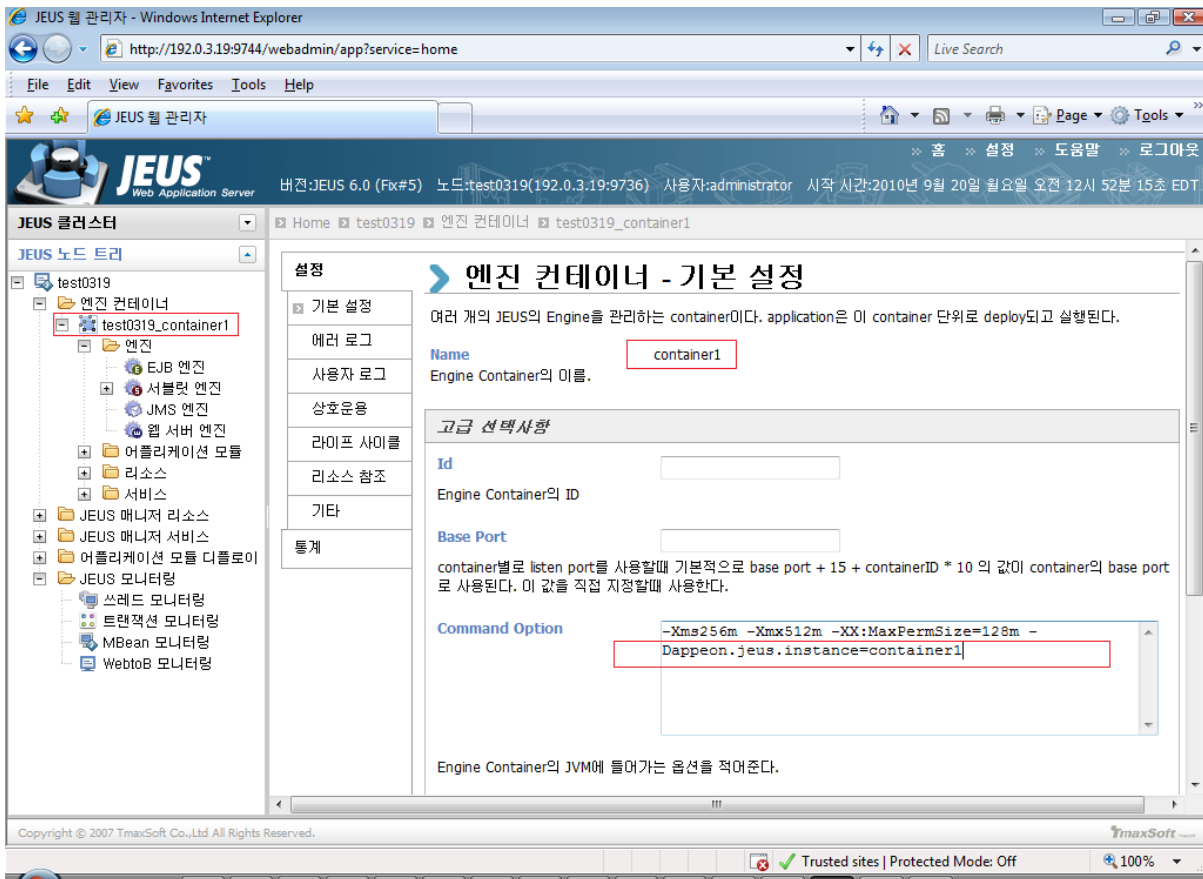 JEUS 웹 관리자 - Windows Internet Explorer
http://192.0.3.19:9744/webadmin/app?service=home
Live Search
File Edit View Favorites Tools Help
JEUS 웹 관리자
Page Tools
JEUS™
Web Application Server
» 홈 » 설정 » 도움말 » 로그아웃
버전:JEUS 6.0 (Fix#5) 노드:test0319(192.0.3.19:9736) 사용자:administrator 시작 시간:2010년 9월 20일 월요일 오전 12시 52분 15초 EDT
JEUS 클러스터
Home test0319 엔진 컨테이너 test0319_container1
JEUS 노드 트리
test0319
엔진 컨테이너
test0319_container1
엔진
EJB 엔진
서블릿 엔진
JMS 엔진
웹 서버 엔진
어플리케이션 모듈
리소스
서비스
JEUS 매니저 리소스
JEUS 매니저 서비스
어플리케이션 모듈 디플로이
JEUS 모니터링
쓰레드 모니터링
트랜잭션 모니터링
MBean 모니터링
WebtoB 모니터링
설정
기본 설정
에러 로그
사용자 로그
상호운용
라이프 사이클
리소스 참조
기타
통계
엔진 컨테이너 - 기본 설정
여러 개의 JEUS의 Engine을 관리하는 container이다. application은 이 container 단위로 deploy되고 실행된다.
Name container1
Engine Container의 이름.
고급 선택사항
Id
Engine Container의 ID
Base Port
container별로 listen port를 사용할때 기본적으로 base port + 15 + containerID * 10 의 값이 container의 base port
로 사용된다. 이 값을 직접 지정할때 사용한다.
Command Option
-Xms256m -Xmx512m -XX:MaxPermSize=128m -
Dappeon.jeus.instance=container1
Engine Container의 JVM에 들어가는 옵션을 적어준다.
Copyright © 2007 TmaxSoft Co.,Ltd All Rights Reserved.
TmaxSoft
Trusted sites | Protected Mode: Off
100%